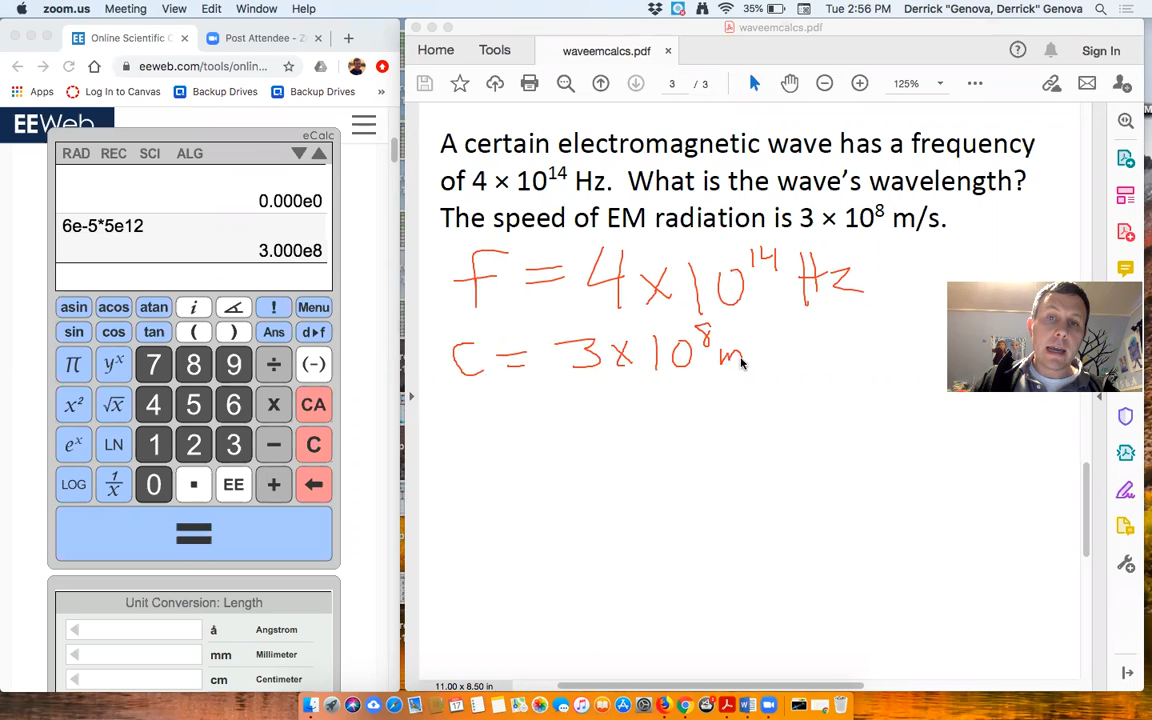 zoom.us Meeting View Edit Window Help 35% Tue 2:56 PM Derrick "Genova, Derrick" Genova
Online Scientific C
Post Attendee - Z
eeweb.com/tools/onlin...
Apps Log In to Canvas Backup Drives Backup Drives »
EEWeb
eCalc
RAD REC SCI ALG
0.000e0
6e-5*5e12
3.000e8
asin acos atan i ∠ ! Menu
sin cos tan ( ) Ans d▸f
π yˣ 7 8 9 ÷ (−)
x² √x 4 5 6 x CA
eˣ LN 1 2 3 − C
LOG 1/x 0 . EE +
=
Unit Conversion: Length
å Angstrom
mm Millimeter
cm Centimeter
waveemcalcs.pdf
Home Tools waveemcalcs.pdf × Sign In
3 / 3 125%
A certain electromagnetic wave has a frequency
of 4 × 10¹⁴ Hz. What is the wave’s wavelength?
The speed of EM radiation is 3 × 10⁸ m/s.
f = 4 x 10¹⁴ Hz
c = 3 x 10⁸ m
11.00 x 8.50 in
17